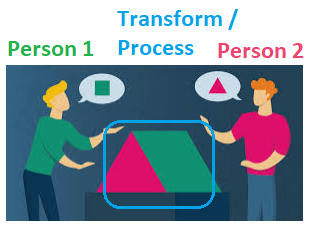 Transform /
Process
Person 1
Person 2